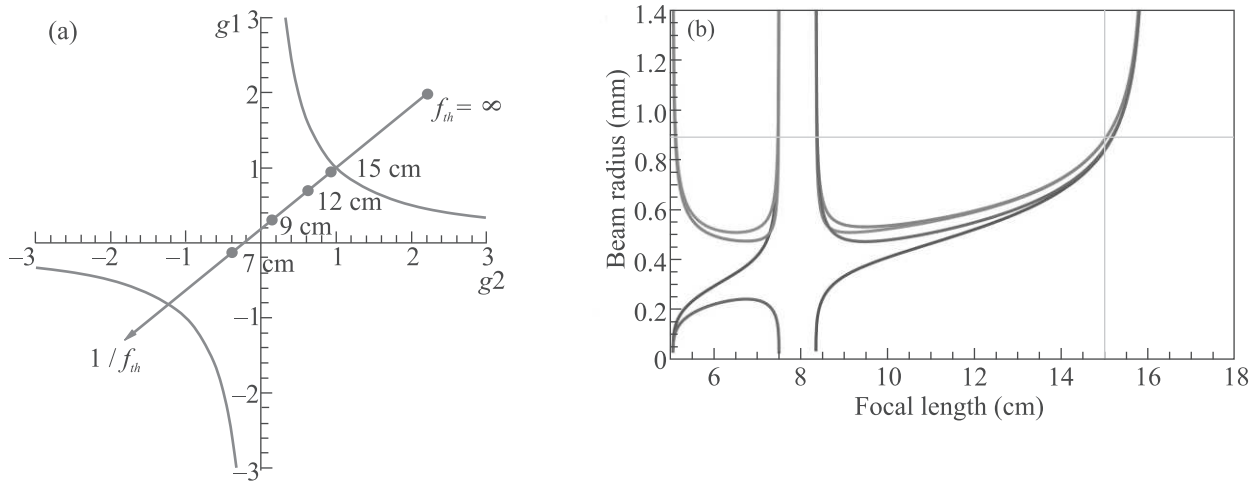 (a)
g1
3
2
1
−1
−2
−3
−3
−2
−1
1
2
3
g2
f_th = ∞
15 cm
12 cm
9 cm
7 cm
1 / f_th
(b)
Beam radius (mm)
1.4
1.2
1.0
0.8
0.6
0.4
0.2
0
6 8 10 12 14 16 18
Focal length (cm)